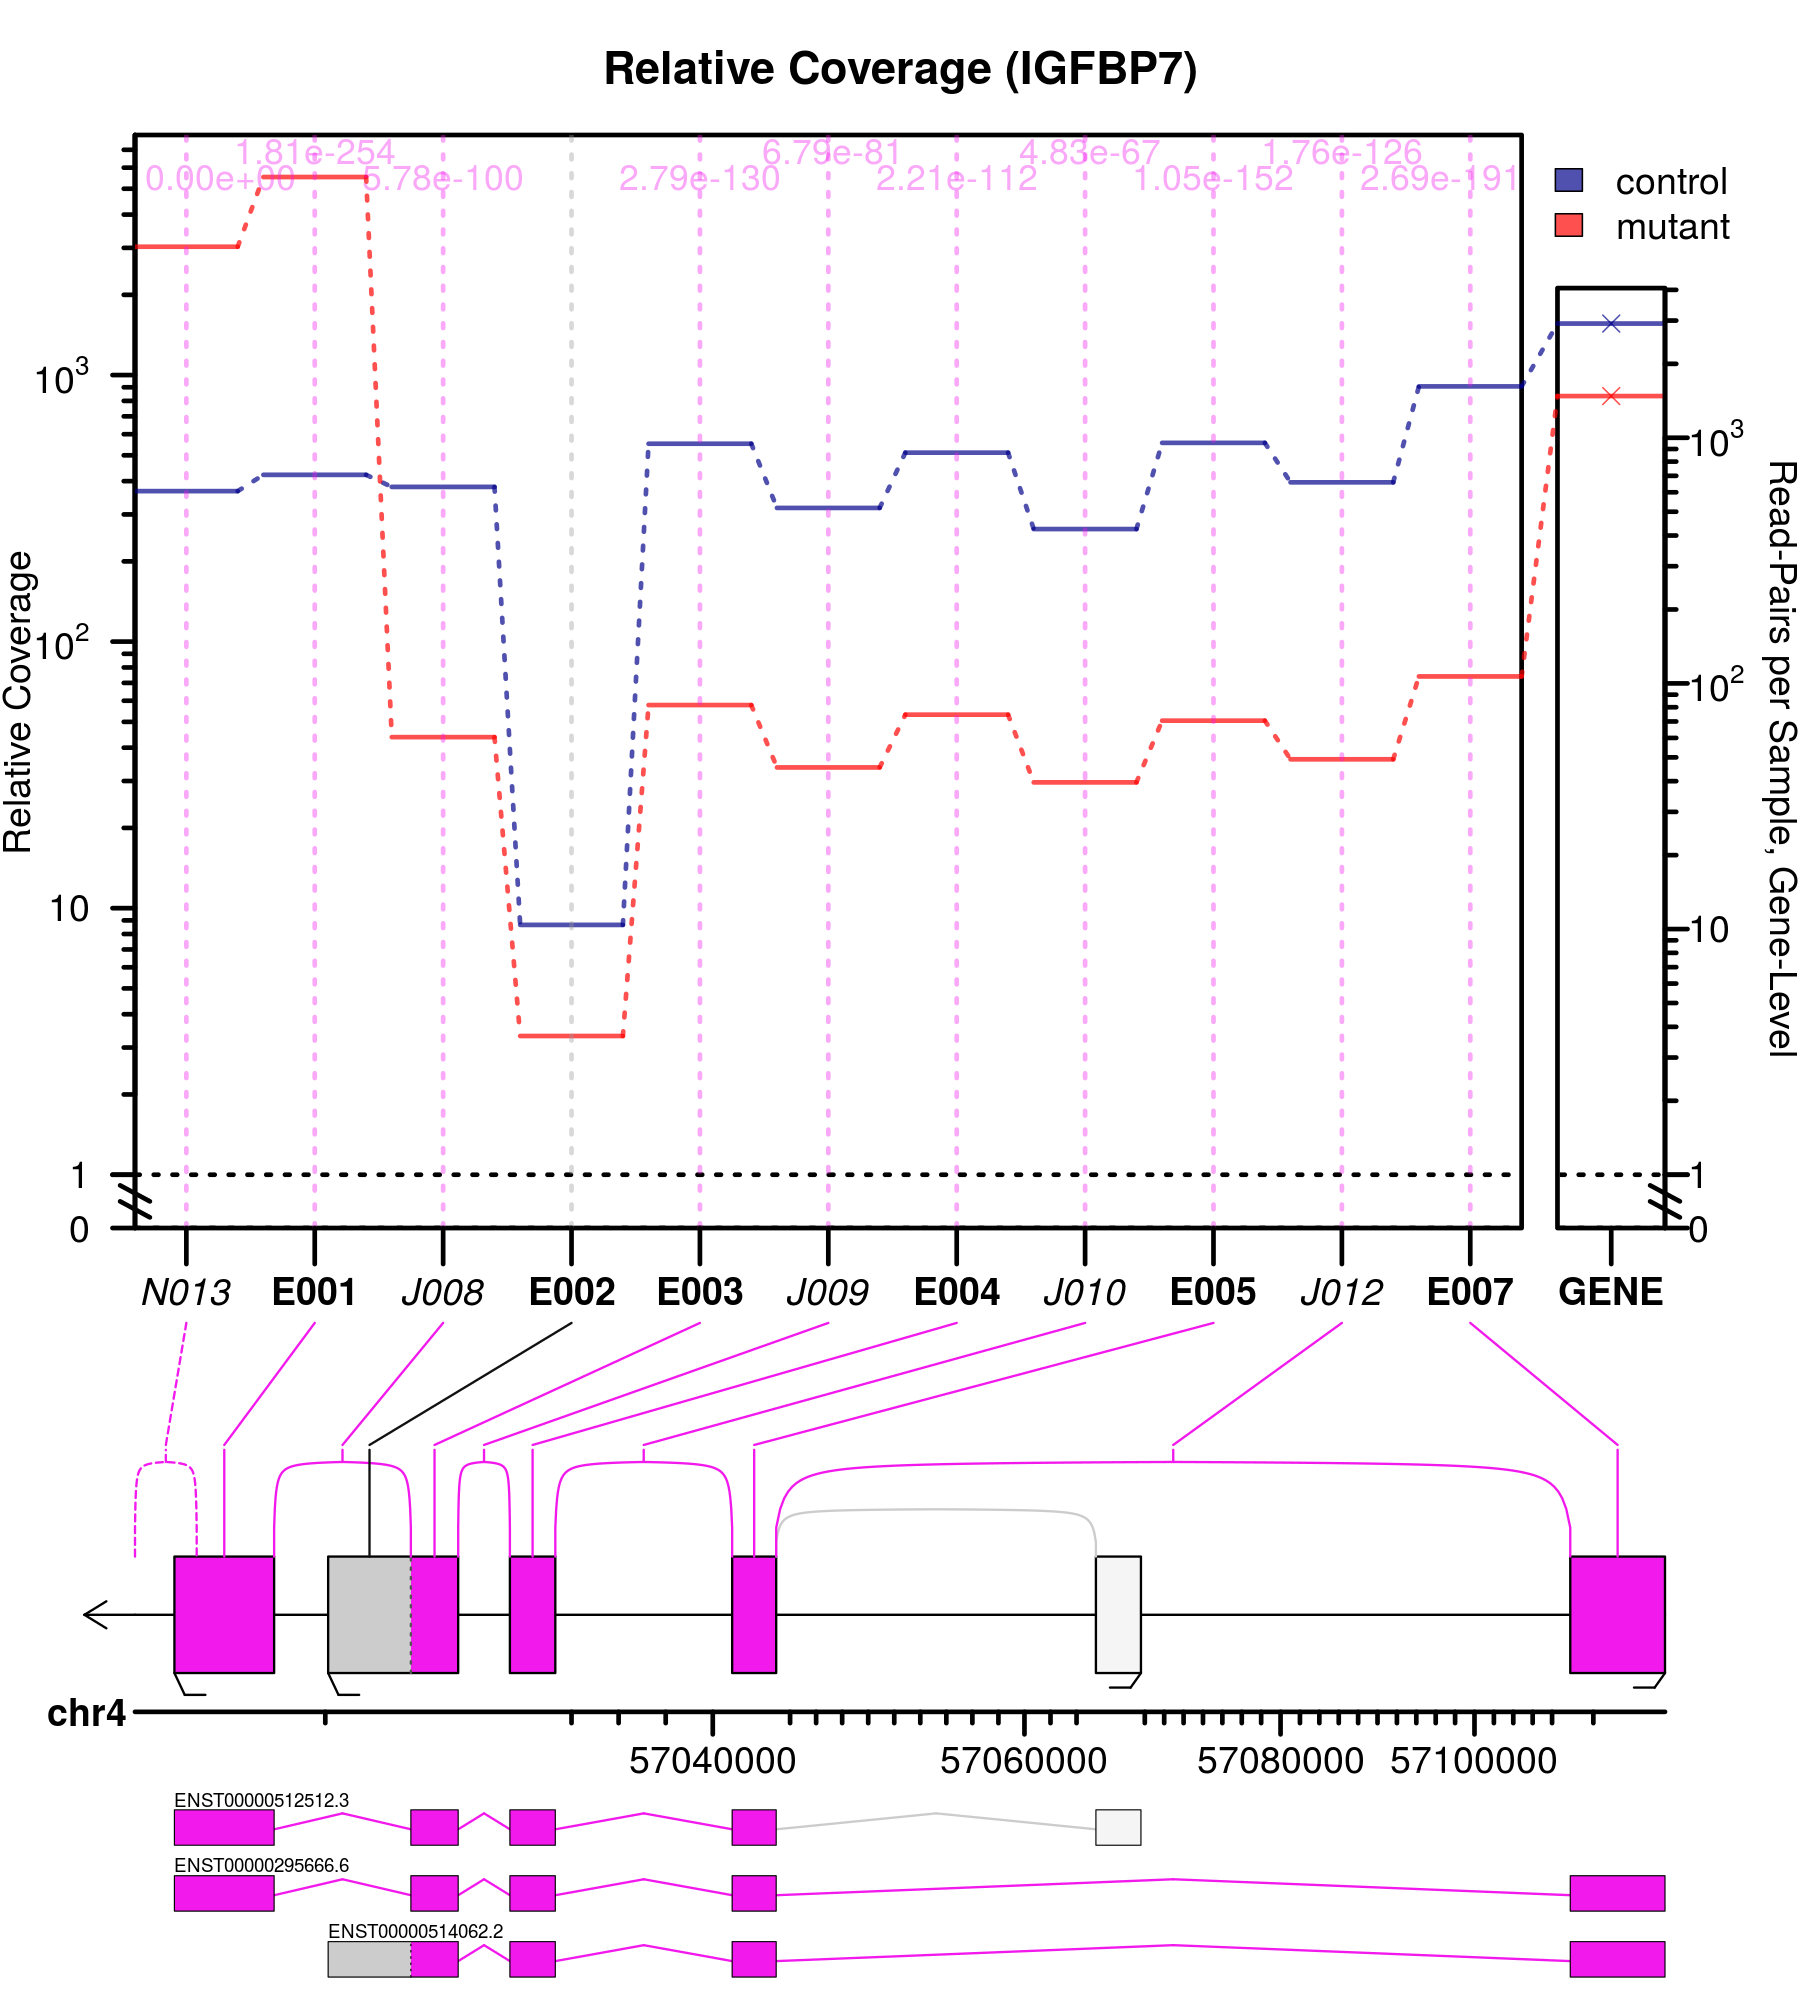 Relative Coverage (IGFBP7)
1.81e-254 6.79e-81 4.83e-67 1.76e-126
0.00e+00 5.78e-100 2.79e-130 2.21e-112 1.05e-152 2.69e-191
control
mutant
Relative Coverage
10³
10²
10
1
0
10³
10²
10
1
0
Read-Pairs per Sample, Gene-Level
N013 E001 J008 E002 E003 J009 E004 J010 E005 J012 E007 GENE
chr4
57040000 57060000 57080000 57100000
ENST00000512512.3
ENST00000295666.6
ENST00000514062.2